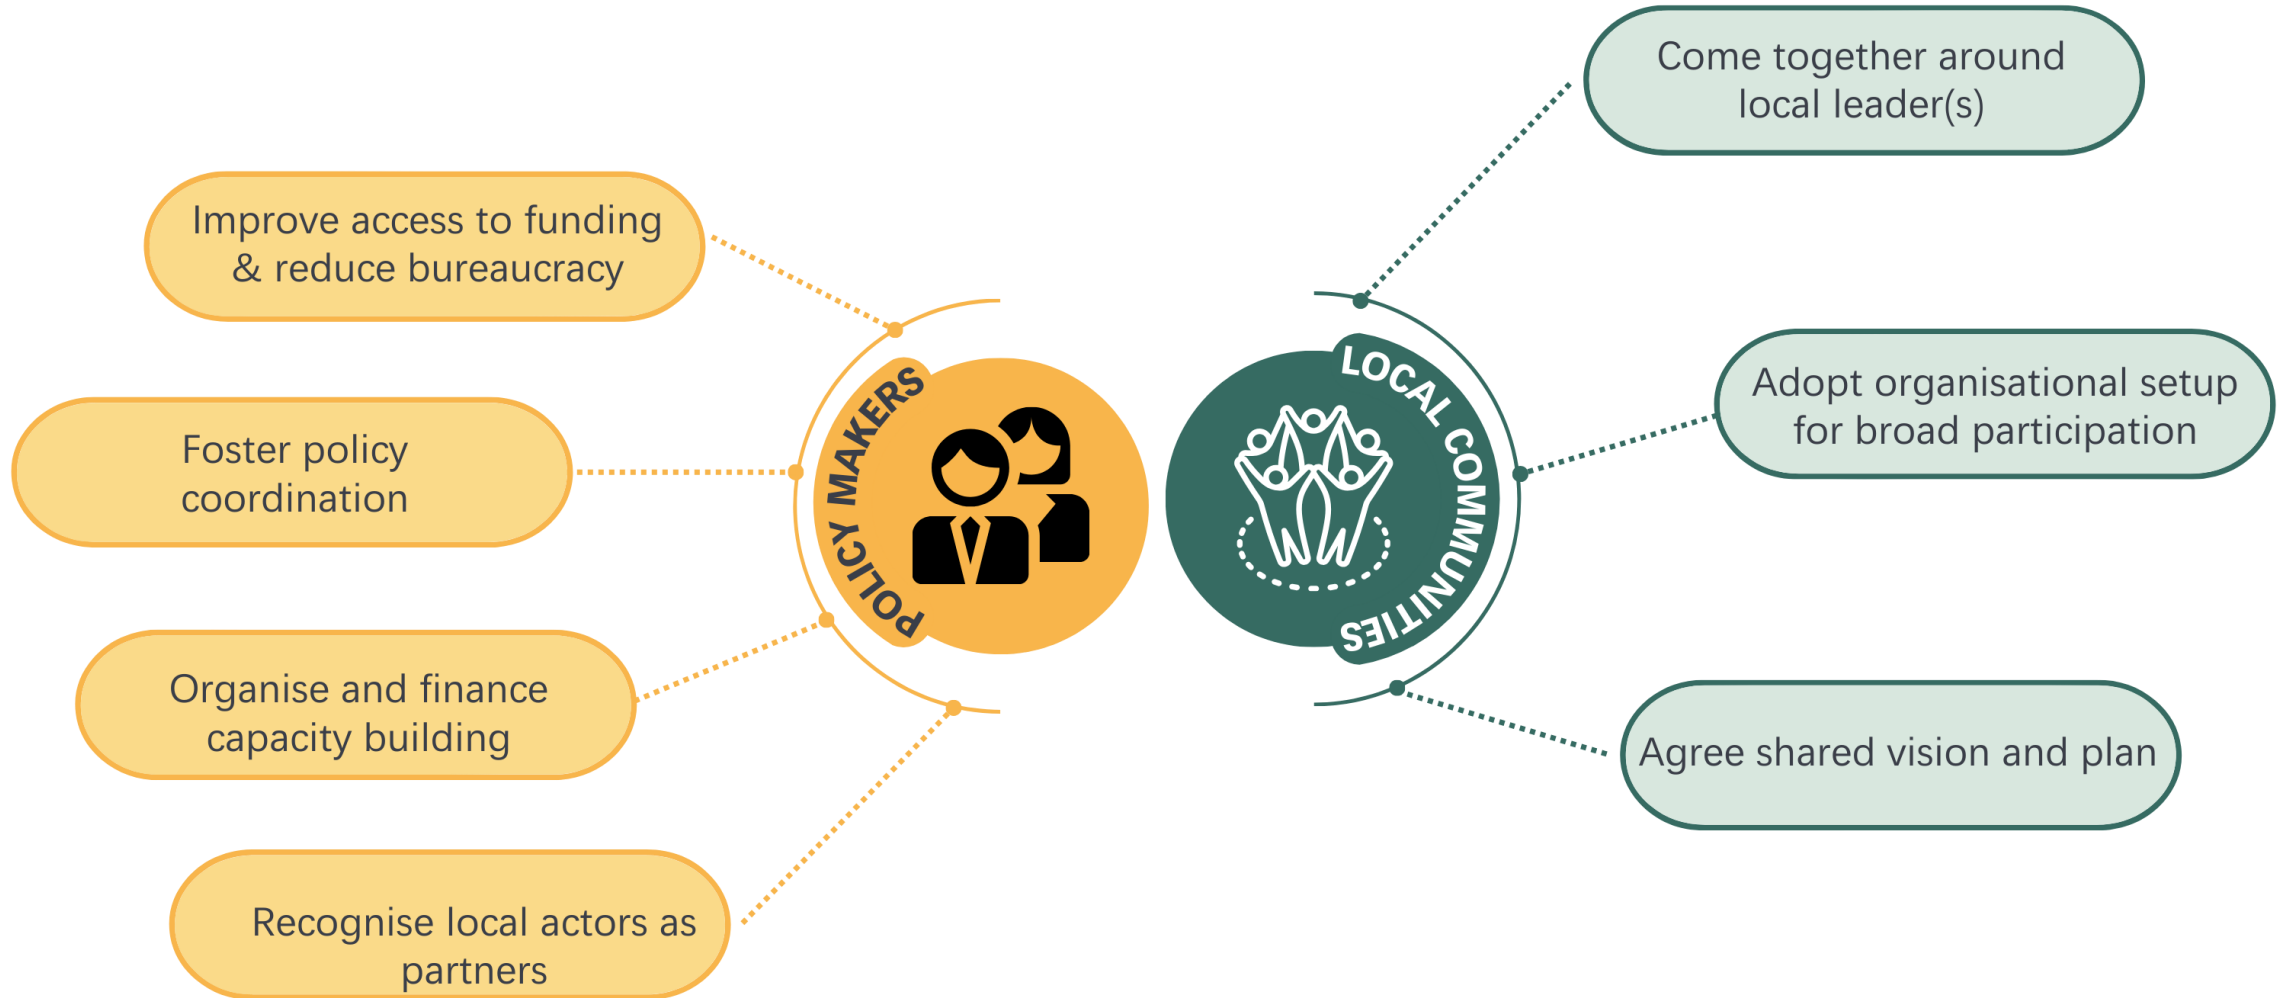 Improve access to funding
& reduce bureaucracy
Foster policy
coordination
Organise and finance
capacity building
Recognise local actors as
partners
POLICY MAKERS
LOCAL COMMUNITIES
Come together around
local leader(s)
Adopt organisational setup
for broad participation
Agree shared vision and plan